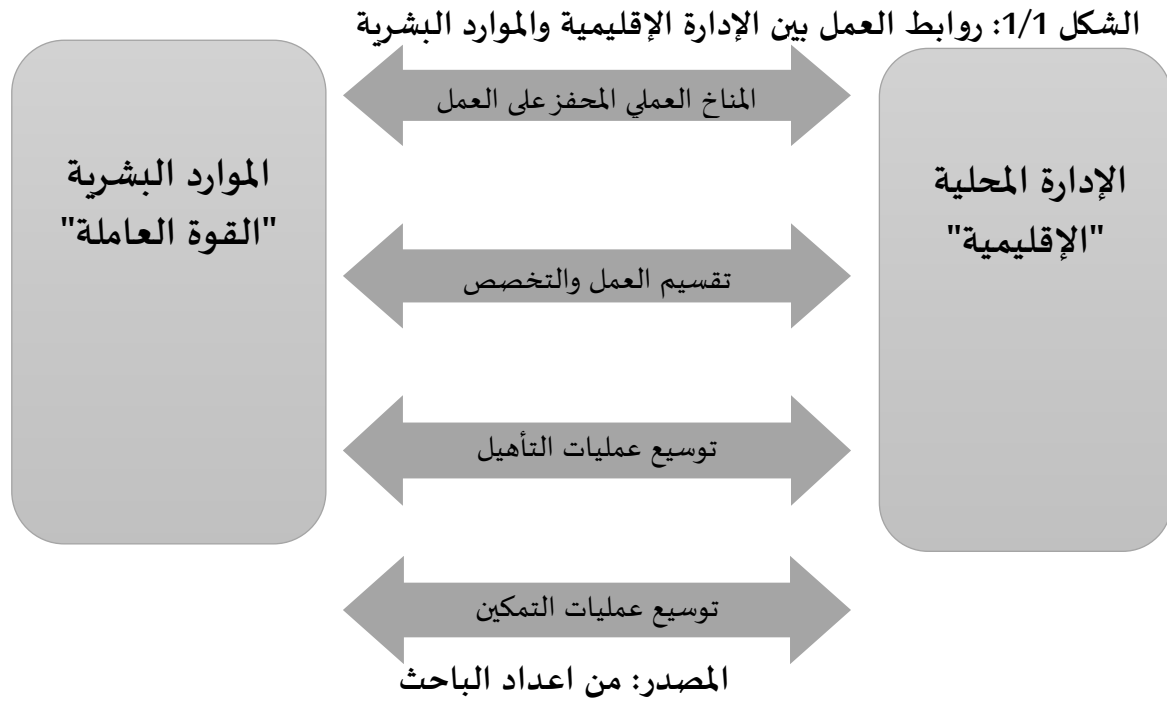 الشكل 1/1: روابط العمل بين الإدارة الإقليمية والموارد البشرية
الإدارة المحلية
"الإقليمية"
المناخ العملي المحفز على العمل
تقسيم العمل والتخصص
توسيع عمليات التأهيل
توسيع عمليات التمكين
الموارد البشرية
"القوة العاملة"
المصدر: من اعداد الباحث